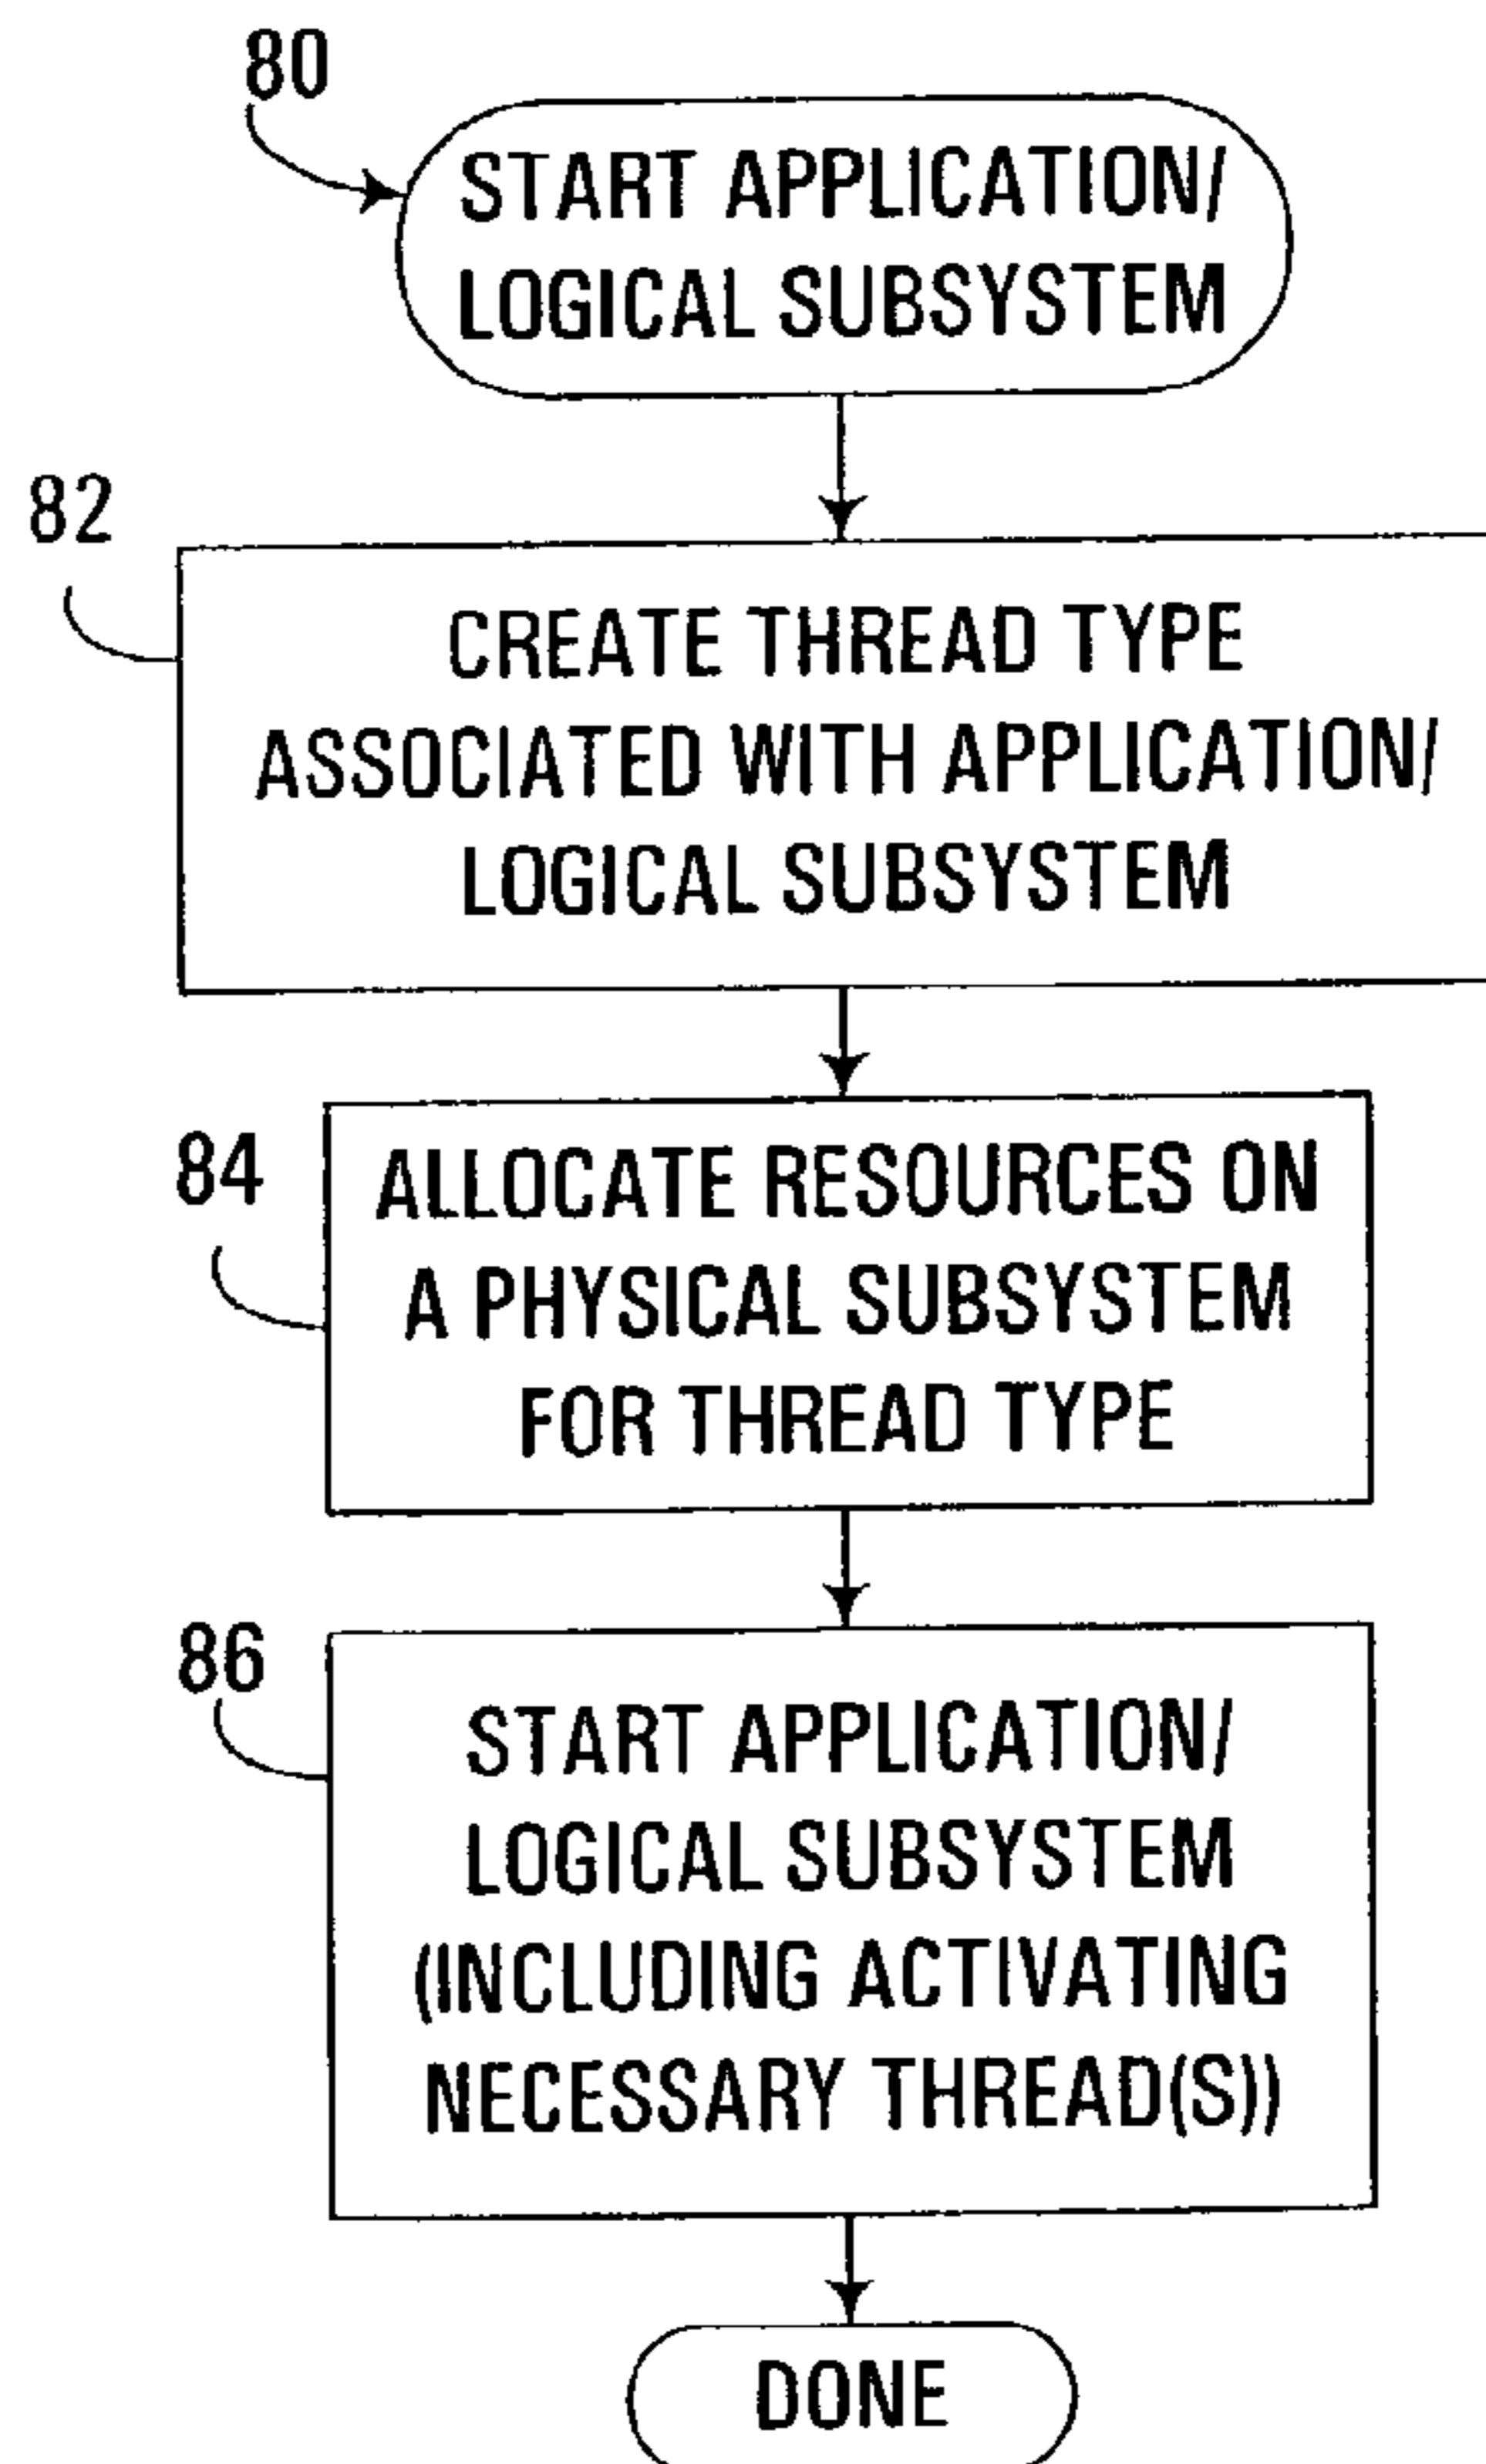 80
START APPLICATION/
LOGICAL SUBSYSTEM
82
CREATE THREAD TYPE
ASSOCIATED WITH APPLICATION/
LOGICAL SUBSYSTEM
84
ALLOCATE RESOURCES ON
A PHYSICAL SUBSYSTEM
FOR THREAD TYPE
86
START APPLICATION/
LOGICAL SUBSYSTEM
(INCLUDING ACTIVATING
NECESSARY THREAD(S))
DONE